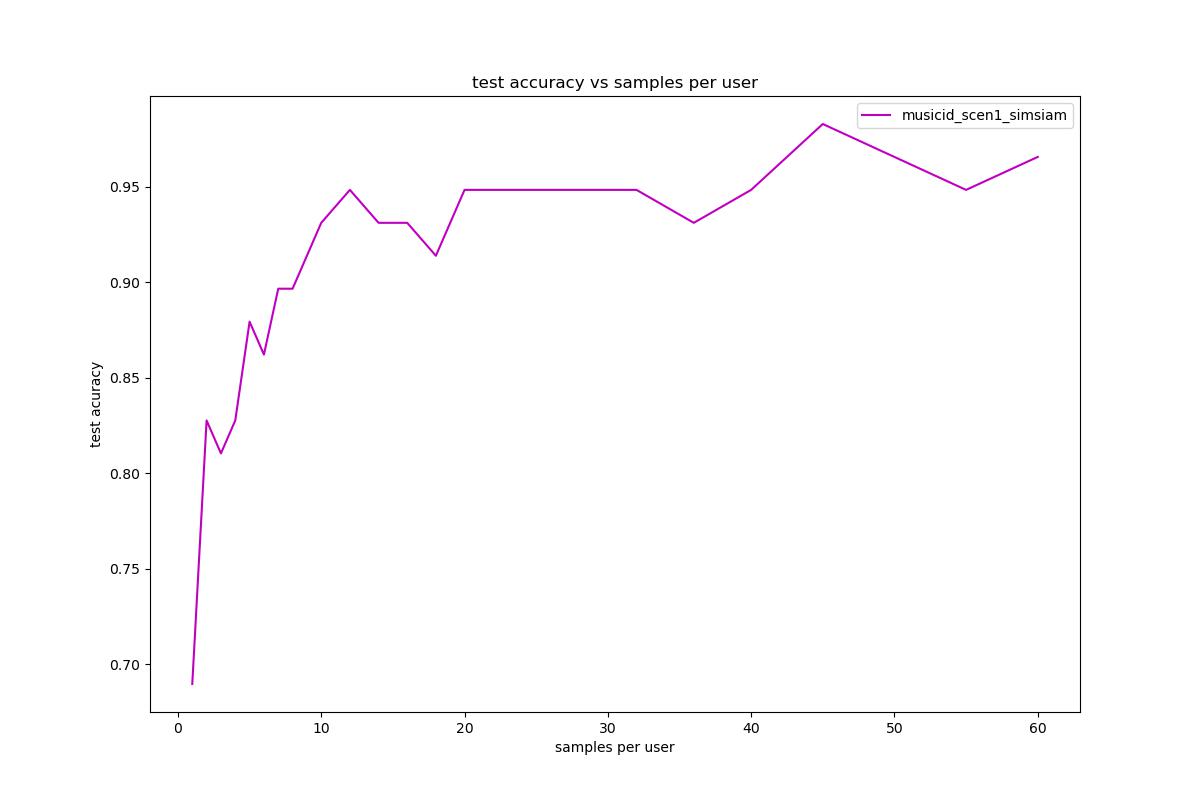 test accuracy vs samples per user
musicid_scen1_simsiam
0.95
0.90
0.85
0.80
0.75
0.70
test acuracy
0 10 20 30 40 50 60
samples per user